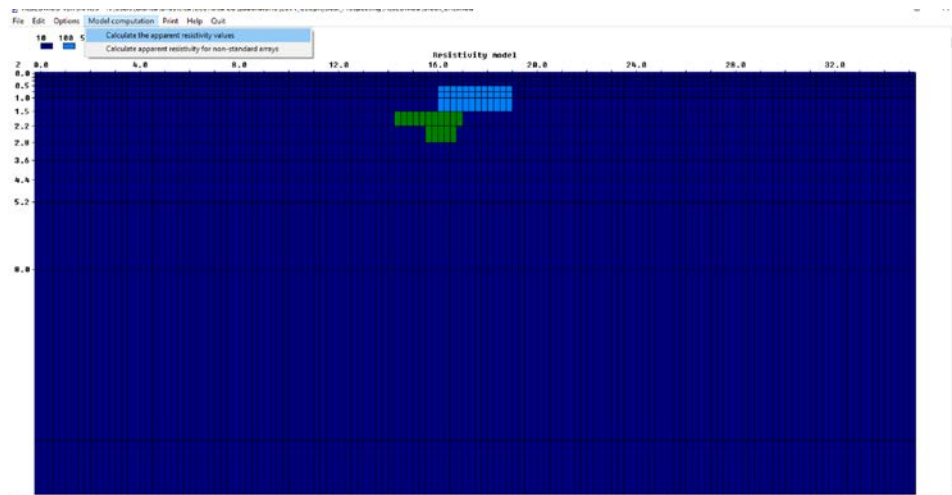 File Edit Options Model computation Print Help Quit
Calculate the apparent resistivity values
Calculate apparent resistivity for non-standard arrays
10 100 5
Resistivity model
Z 0.0 4.0 8.0 12.0 16.0 20.0 24.0 28.0 32.0
0.0
0.5
1.0
1.5
2.2
2.8
3.6
4.4
5.2
8.0